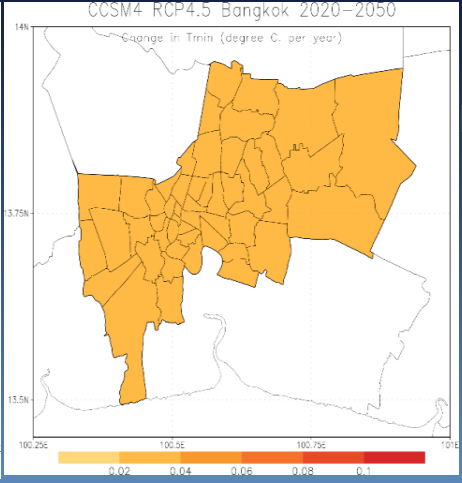 CCSM4 RCP4.5 Bangkok 2020-2050
14N
Change in Tmin (degree C. per year)
13.75N
13.5N
100.25E 100.5E 100.75E 101E
0.02 0.04 0.06 0.08 0.1